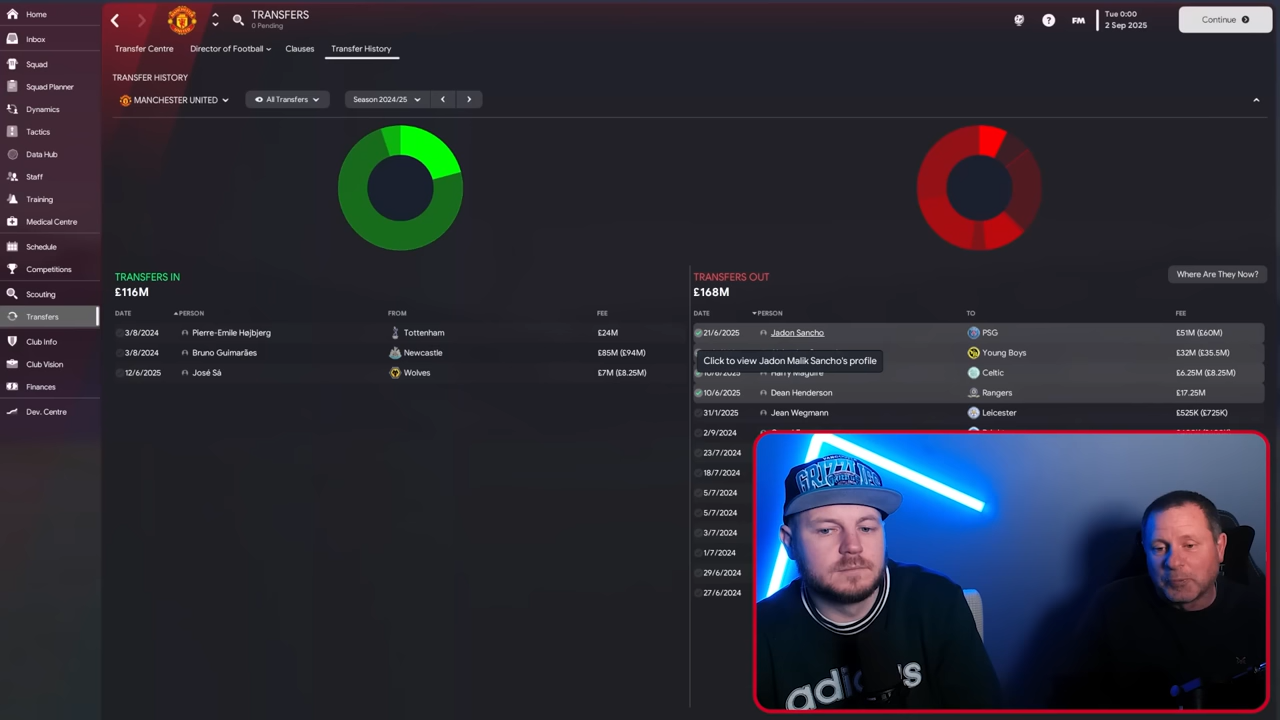 Home
Inbox
Squad
Squad Planner
Dynamics
Tactics
Data Hub
Staff
Training
Medical Centre
Schedule
Competitions
Scouting
Transfers
Club Info
Club Vision
Finances
Dev. Centre
TRANSFERS
0 Pending
? FM Tue 0:00
2 Sep 2025
Continue
Transfer Centre Director of Football Clauses Transfer History
TRANSFER HISTORY
MANCHESTER UNITED All Transfers Season 2024/25
TRANSFERS IN
£116M
DATE PERSON FROM FEE
3/8/2024 Pierre-Emile Højbjerg Tottenham £24M
3/8/2024 Bruno Guimarães Newcastle £85M (£94M)
12/6/2025 José Sá Wolves £7M (£8.25M)
TRANSFERS OUT
£168M
Where Are They Now?
DATE PERSON TO FEE
21/6/2025 Jadon Sancho PSG £51M (£60M)
Young Boys £32M (£35.5M)
Click to view Jadon Malik Sancho's profile
10/6/2025 Harry Maguire Celtic £6.25M (£8.25M)
10/6/2025 Dean Henderson Rangers £17.25M
31/1/2025 Jean Wegmann Leicester £525K (£725K)
2/9/2024
23/7/2024
18/7/2024
5/7/2024
5/7/2024
3/7/2024
1/7/2024
29/6/2024
27/6/2024
GRIZZLIES
adidas